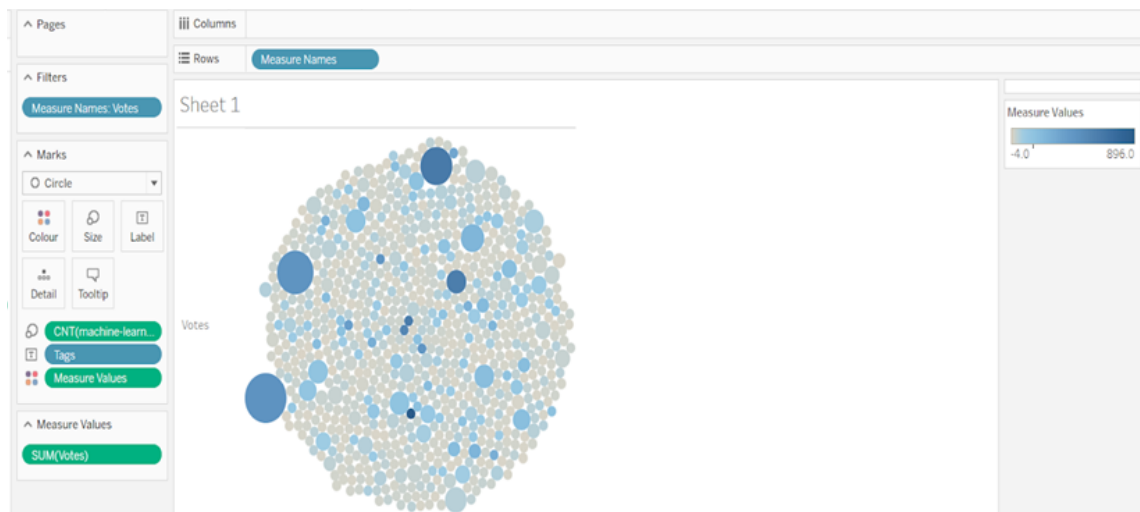 Pages
Columns
Rows
Measure Names
Filters
Measure Names: Votes
Sheet 1
Marks
Circle
Colour
Size
Label
Detail
Tooltip
CNT(machine-learn...
Tags
Measure Values
Measure Values
SUM(Votes)
Votes
Measure Values
-4.0
896.0